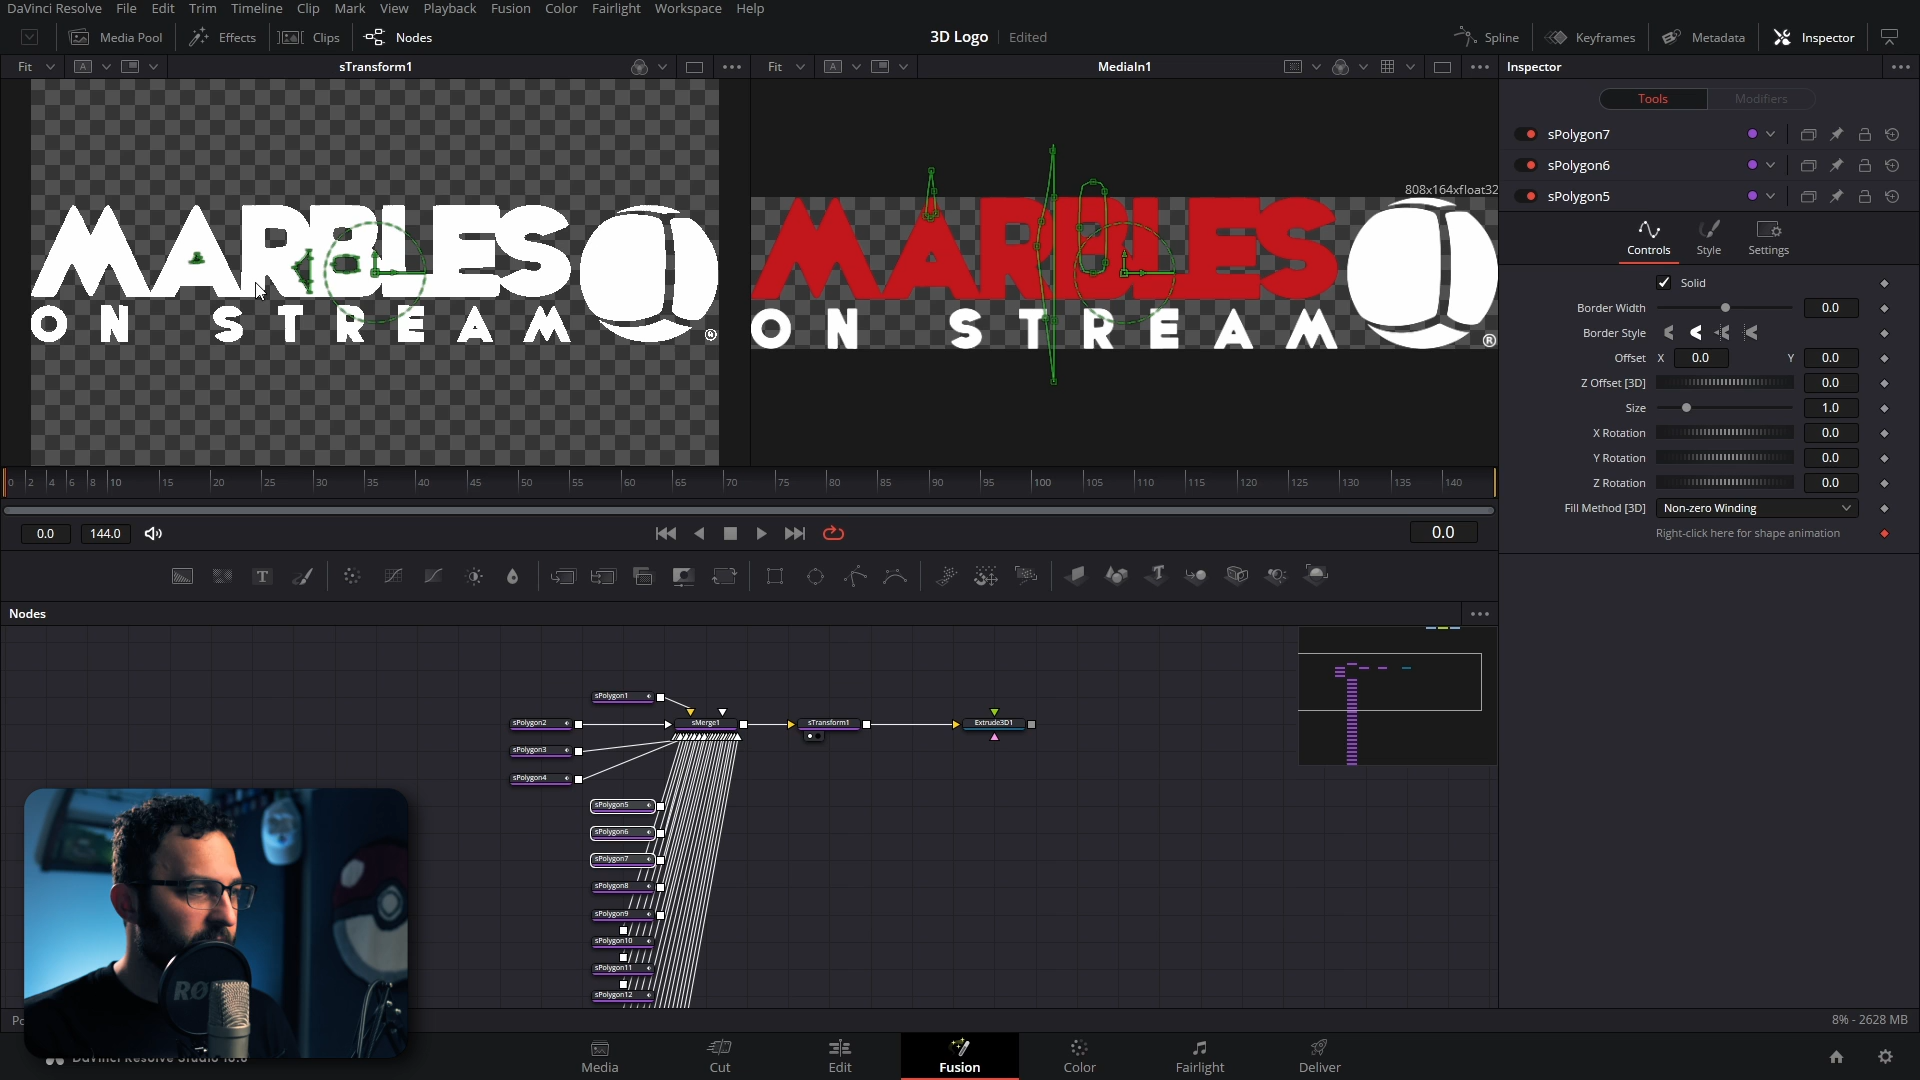 DaVinci Resolve File Edit Trim Timeline Clip Mark View Playback Fusion Color Fairlight Workspace Help
Media Pool Effects Clips Nodes 3D Logo Edited Spline Keyframes Metadata Inspector
Fit A sTransform1 Fit A MediaIn1 Inspector
Tools Modifiers
sPolygon7
sPolygon6
808x164xfloat32
sPolygon5
MARBLES
ON STREAM ®
MARBLES
ON STREAM ®
Controls Style Settings
Solid
Border Width 0.0
Border Style
Offset X 0.0 Y 0.0
Z Offset [3D] 0.0
Size 1.0
X Rotation 0.0
Y Rotation 0.0
Z Rotation 0.0
Fill Method [3D] Non-zero Winding
Right-click here for shape animation
0 2 4 6 8 10 15 20 25 30 35 40 45 50 55 60 65 70 75 80 85 90 95 100 105 110 115 120 125 130 135 140
0.0 144.0 0.0
T
Nodes
sPolygon1
sPolygon2 sMerge1 sTransform1 Extrude3D1
sPolygon3
sPolygon4
sPolygon5
sPolygon6
sPolygon7
sPolygon8
sPolygon9
sPolygon10
sPolygon11
sPolygon12
RØ
8% - 2628 MB
Media Cut Edit Fusion Color Fairlight Deliver